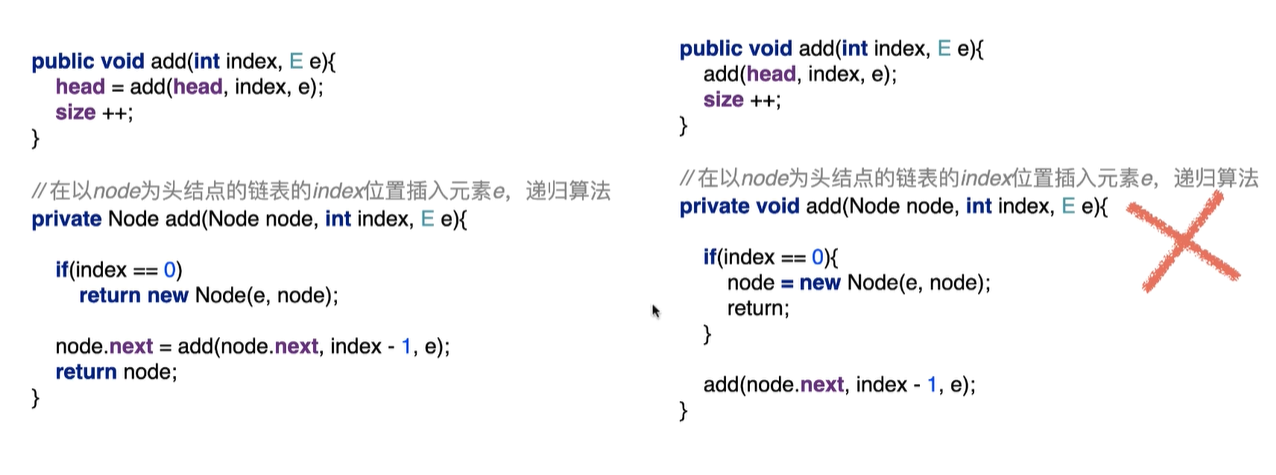 public void add(int index, E e){
head = add(head, index, e);
size ++;
}
//在以node为头结点的链表的index位置插入元素e，递归算法
private Node add(Node node, int index, E e){
if(index == 0)
return new Node(e, node);
node.next = add(node.next, index - 1, e);
return node;
}
public void add(int index, E e){
add(head, index, e);
size ++;
}
//在以node为头结点的链表的index位置插入元素e，递归算法
private void add(Node node, int index, E e){
if(index == 0){
node = new Node(e, node);
return;
}
add(node.next, index - 1, e);
}